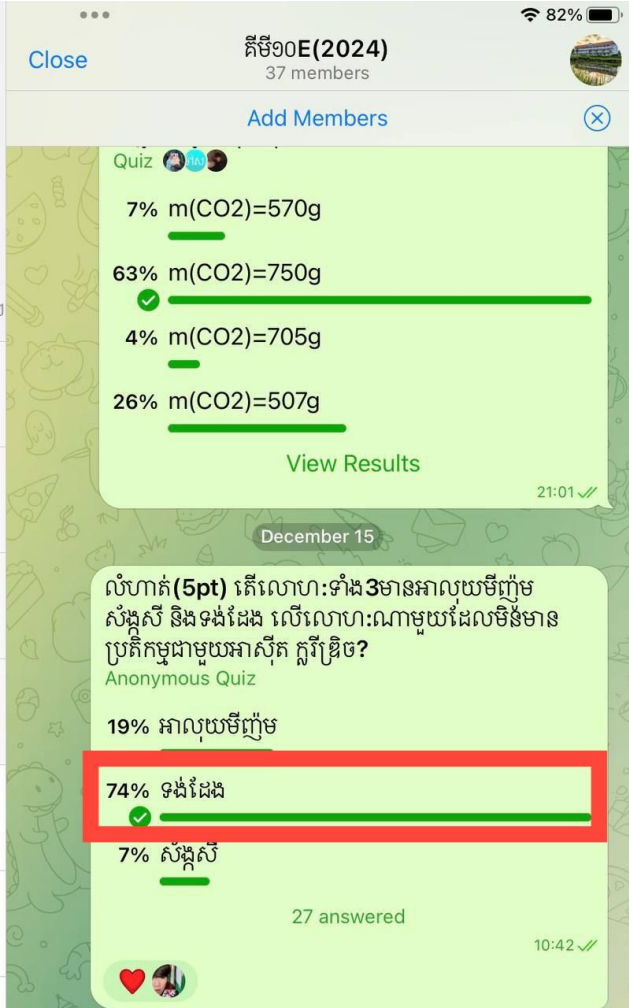 82%
Close
គីមី១០E(2024)
37 members
Add Members
Quiz
7% m(CO2)=570g
63% m(CO2)=750g
4% m(CO2)=705g
26% m(CO2)=507g
View Results
21:01
December 15
លំហាត់(5pt) តើលោហ:ទាំង3មានអាលុយមីញ៉ូម
ស័ង្កសី និងទង់ដែង លើលោហ:ណាមួយដែលមិនមាន
ប្រតិកម្មជាមួយអាស៊ីត ក្លរីឌ្រិច?
Anonymous Quiz
19% អាលុយមីញ៉ូម
74% ទង់ដែង
7% ស័ង្កសី
27 answered
10:42